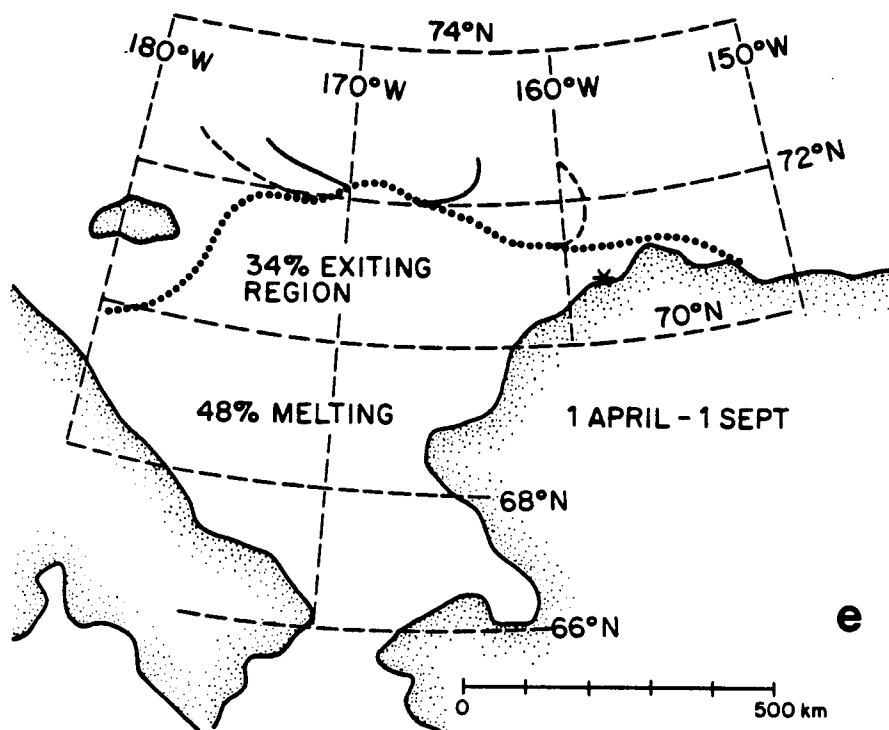 74°N
180°W
170°W
160°W
150°W
72°N
34% EXITING
REGION
70°N
48% MELTING
1 APRIL - 1 SEPT
68°N
66°N
e
0
500 km